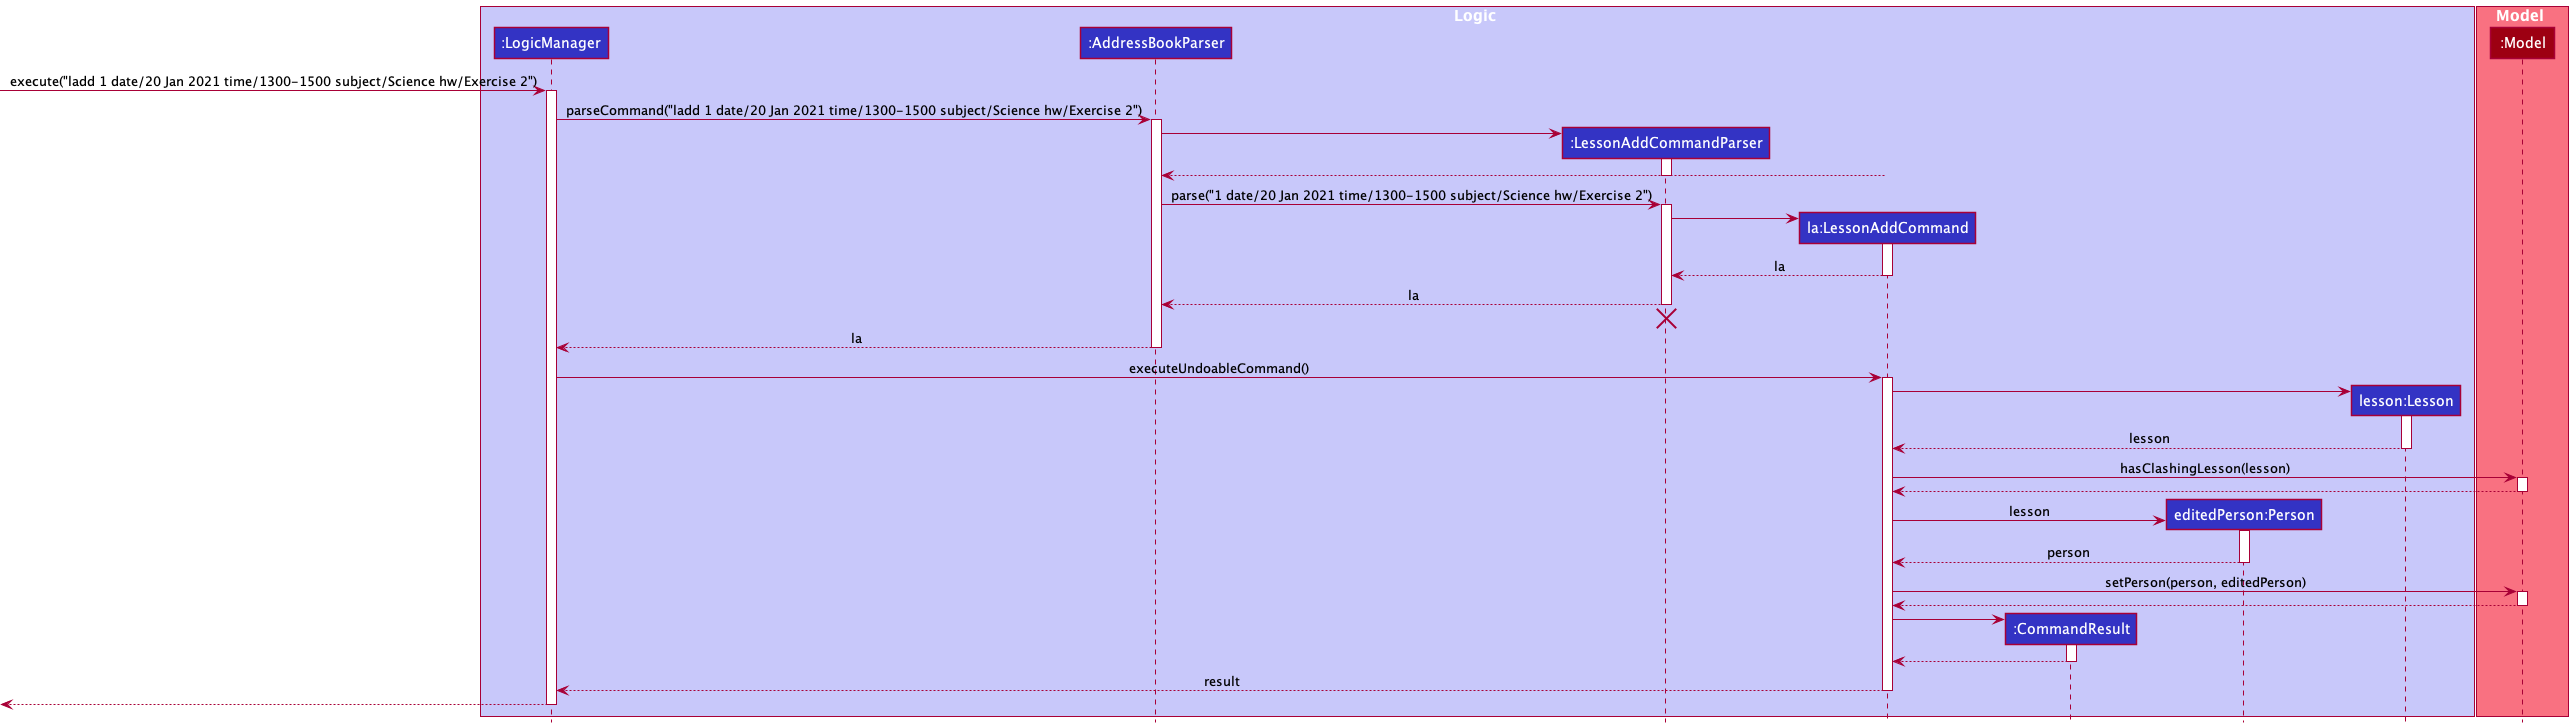 Logic
Model
:LogicManager
:AddressBookParser
:Model
execute("ladd 1 date/20 Jan 2021 time/1300-1500 subject/Science hw/Exercise 2")
parseCommand("ladd 1 date/20 Jan 2021 time/1300-1500 subject/Science hw/Exercise 2")
:LessonAddCommandParser
parse("1 date/20 Jan 2021 time/1300-1500 subject/Science hw/Exercise 2")
la:LessonAddCommand
la
la
la
executeUndoableCommand()
lesson:Lesson
lesson
hasClashingLesson(lesson)
lesson
editedPerson:Person
person
setPerson(person, editedPerson)
:CommandResult
result